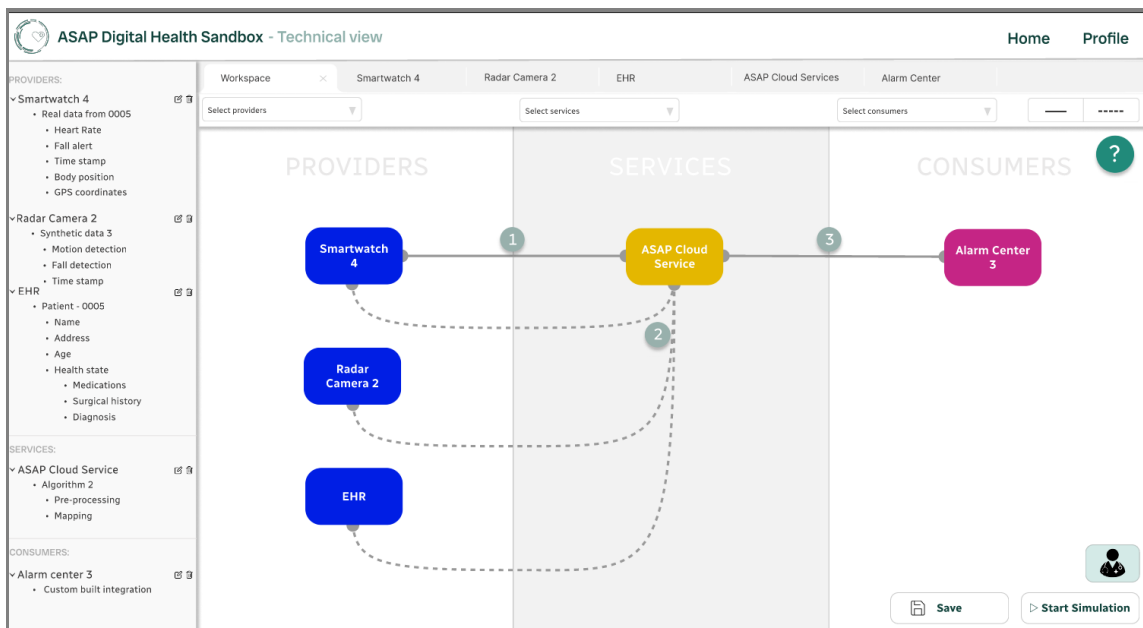 ASAP Digital Health Sandbox - Technical view
Home
Profile
PROVIDERS:
Smartwatch 4
Real data from 0005
Heart Rate
Fall alert
Time stamp
Body position
GPS coordinates
Radar Camera 2
Synthetic data 3
Motion detection
Fall detection
Time stamp
EHR
Patient - 0005
Name
Address
Age
Health state
Medications
Surgical history
Diagnosis
SERVICES:
ASAP Cloud Service
Algorithm 2
Pre-processing
Mapping
CONSUMERS:
Alarm center 3
Custom built integration
Workspace
Smartwatch 4
Radar Camera 2
EHR
ASAP Cloud Services
Alarm Center
Select providers
Select services
Select consumers
PROVIDERS
SERVICES
CONSUMERS
?
Smartwatch
4
1
ASAP Cloud
Service
3
Alarm Center
3
2
Radar
Camera 2
EHR
Save
Start Simulation